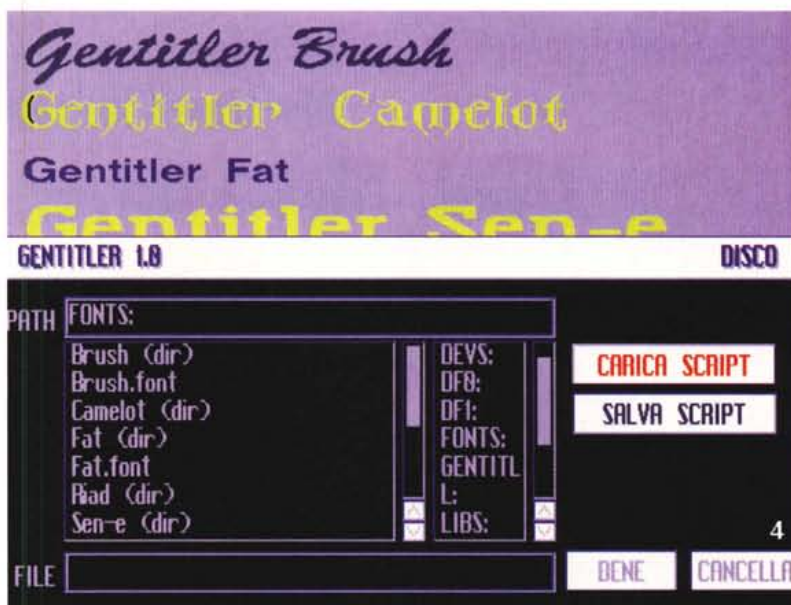 Gentitler Brush
Gentitler Camelot
Gentitler Fat
Gentitler Sen-e
GENTITLER 1.0 DISCO
PATH FONTS:
Brush (dir)
Brush.font
Camelot (dir)
Fat (dir)
Fat.font
Riad (dir)
Sen-e (dir)
DEVS:
DF0:
DF1:
FONTS:
GENTITL
L:
LIBS:
CARICA SCRIPT
SALVA SCRIPT
4
FILE
BENE
CANCELLA